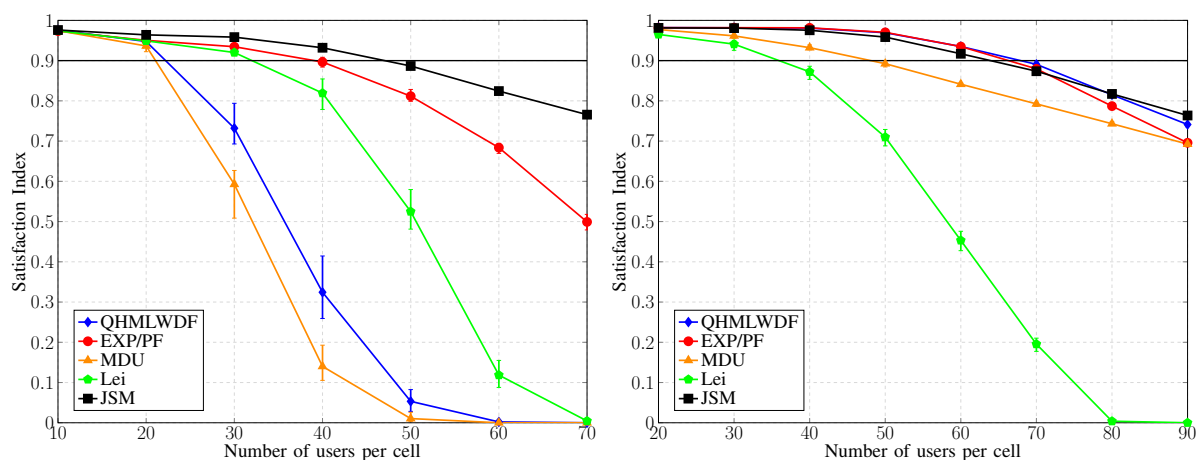 1
0.9
0.8
0.7
0.6
0.5
0.4
0.3
0.2
0.1
0
Satisfaction Index
QHMLWDF
EXP/PF
MDU
Lei
JSM
10 20 30 40 50 60 70
Number of users per cell
1
0.9
0.8
0.7
0.6
0.5
0.4
0.3
0.2
0.1
0
Satisfaction Index
QHMLWDF
EXP/PF
MDU
Lei
JSM
20 30 40 50 60 70 80 90
Number of users per cell